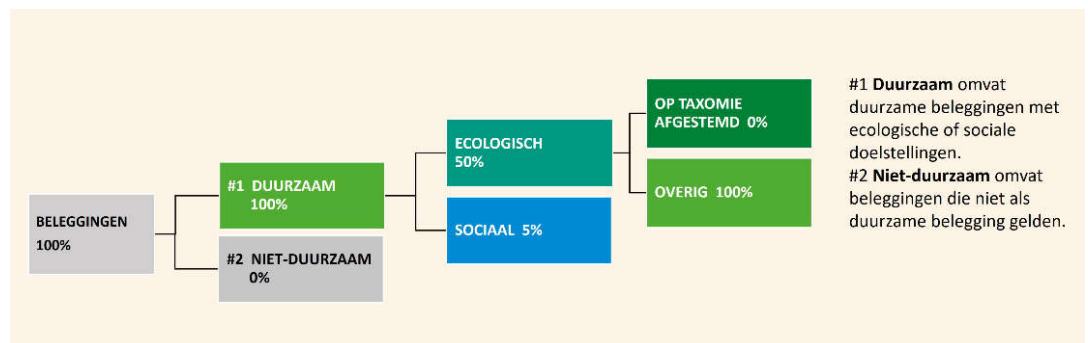 BELEGGINGEN
100%
#1 DUURZAAM
100%
#2 NIET-DUURZAAM
0%
ECOLOGISCH
50%
SOCIAAL 5%
OP TAXOMIE
AFGESTEMD 0%
OVERIG 100%
#1 Duurzaam omvat
duurzame beleggingen met
ecologische of sociale
doelstellingen.
#2 Niet-duurzaam omvat
beleggingen die niet als
duurzame belegging gelden.